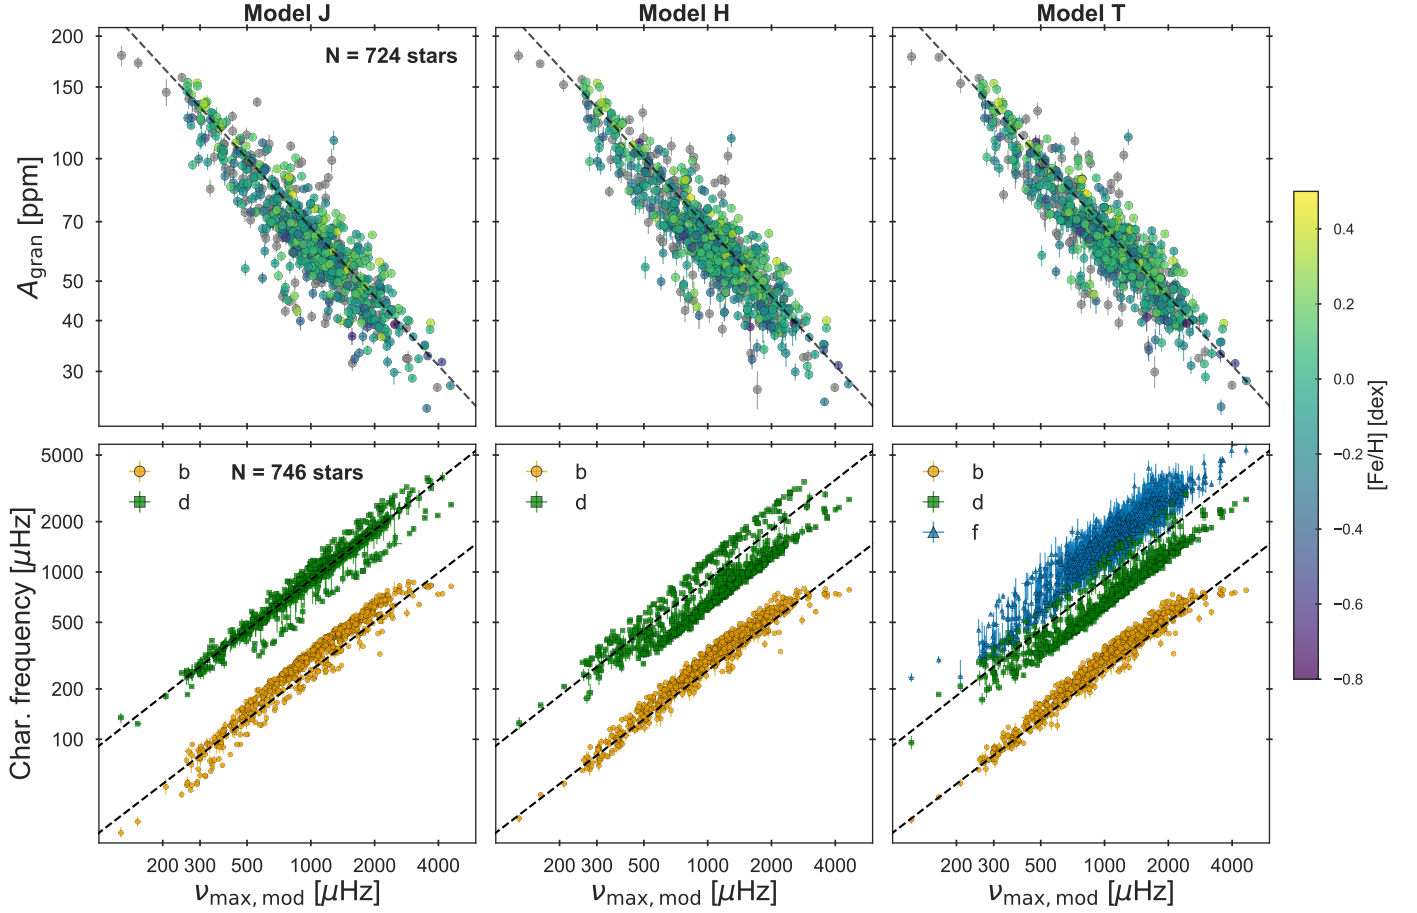 Model J Model H Model T
N = 724 stars
200
150
100
70
50
40
30
A_gran [ppm]
0.4
0.2
0.0
−0.2
−0.4
−0.6
−0.8
[Fe/H] [dex]
b
d
N = 746 stars
b
d
b
d
f
5000
2000
1000
500
200
100
Char. frequency [μHz]
200 300 500 1000 2000 4000
200 300 500 1000 2000 4000
200 300 500 1000 2000 4000
ν_max, mod [μHz] ν_max, mod [μHz] ν_max, mod [μHz]